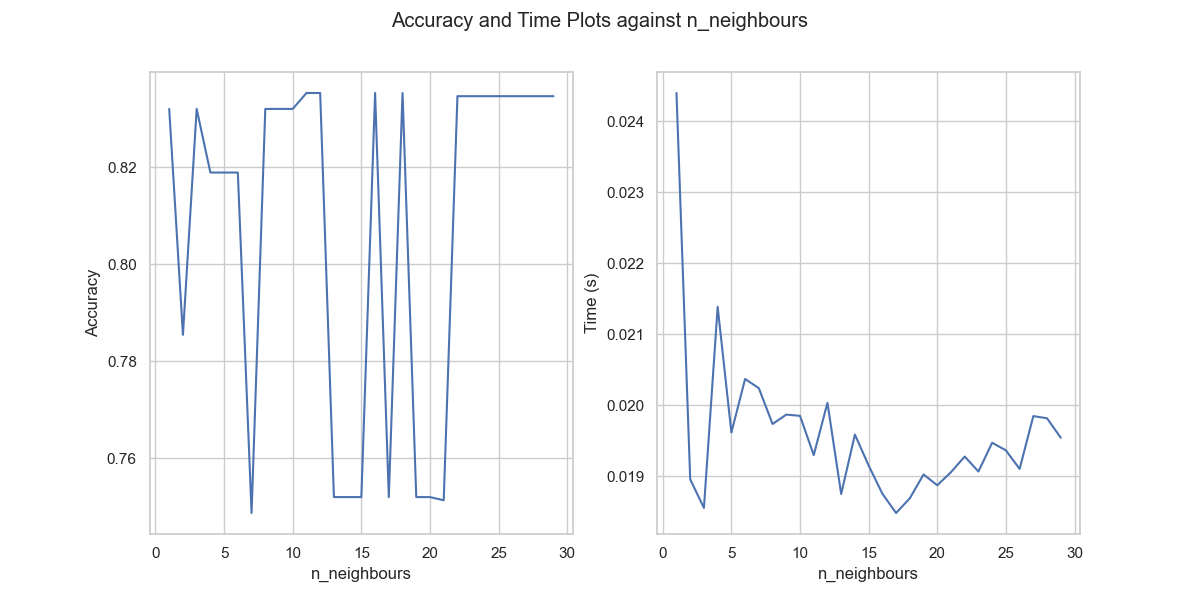 Accuracy and Time Plots against n_neighbours
Accuracy
0.82
0.80
0.78
0.76
0 5 10 15 20 25 30
n_neighbours
Time (s)
0.024
0.023
0.022
0.021
0.020
0.019
0 5 10 15 20 25 30
n_neighbours